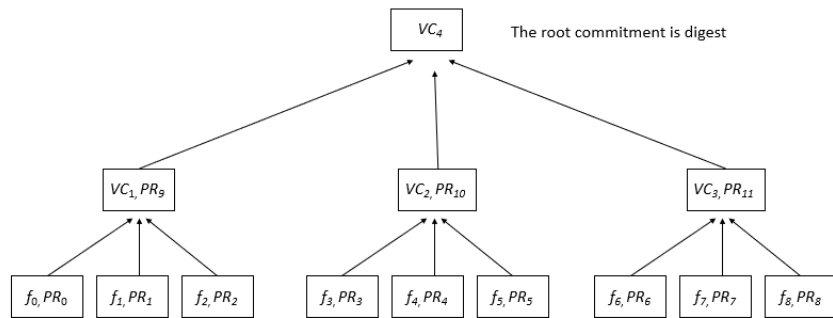 VC₄
The root commitment is digest
VC₁, PR₉
VC₂, PR₁₀
VC₃, PR₁₁
f₀, PR₀
f₁, PR₁
f₂, PR₂
f₃, PR₃
f₄, PR₄
f₅, PR₅
f₆, PR₆
f₇, PR₇
f₈, PR₈